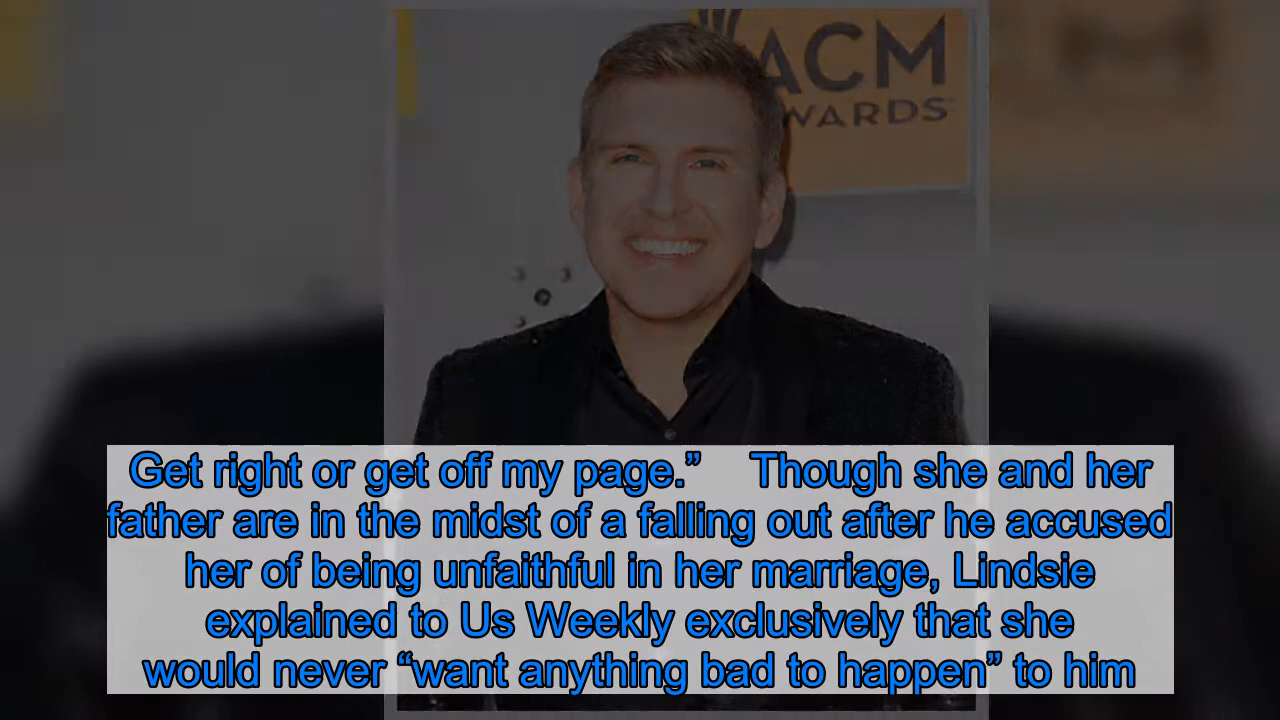 ACM
AWARDS
Get right or get off my page.” Though she and her
father are in the midst of a falling out after he accused
her of being unfaithful in her marriage, Lindsie
explained to Us Weekly exclusively that she
would never “want anything bad to happen” to him